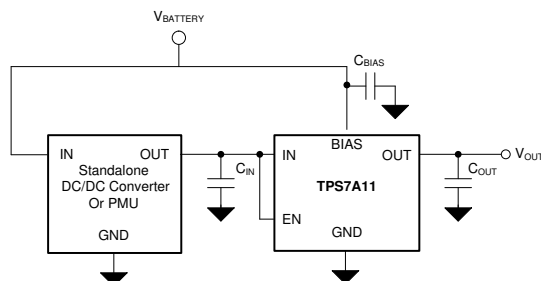 VBATTERY
CBIAS
IN OUT
Standalone
DC/DC Converter
Or PMU
GND
CIN
BIAS
IN OUT
TPS7A11
EN
GND
COUT
VOUT